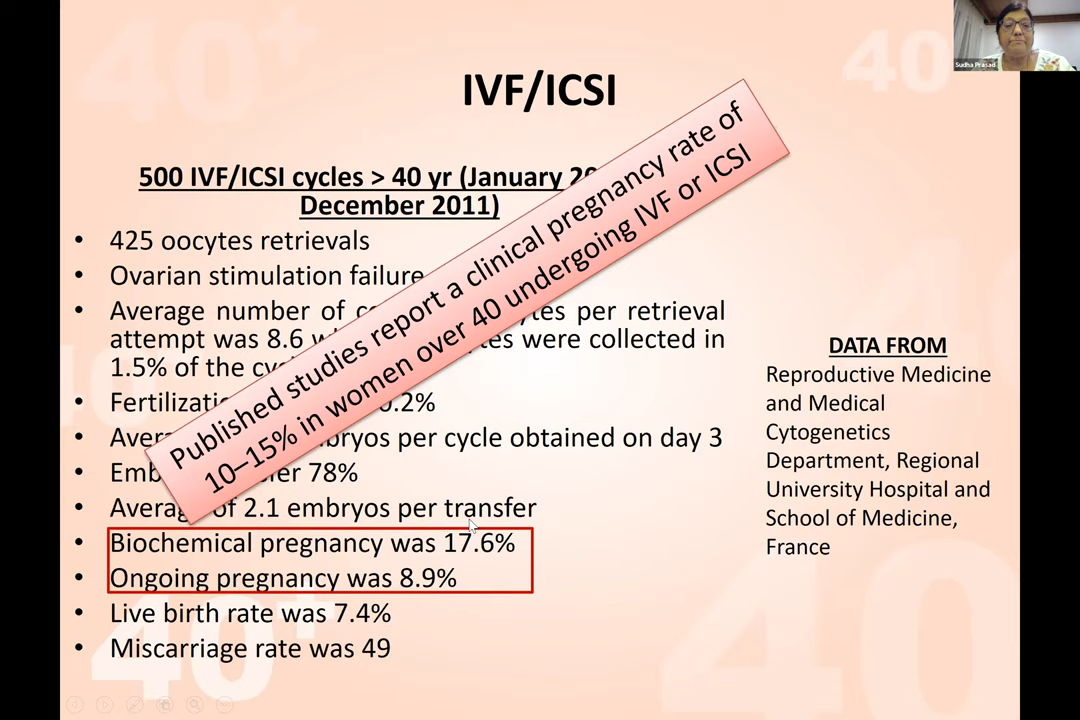 Sudha Prasad
40+
40
IVF/ICSI
500 IVF/ICSI cycles > 40 yr (January 20
December 2011)
• 425 oocytes retrievals
• Ovarian stimulation failure
• Average number of tes per retrieval
attempt was 8.6 es were collected in
1.5% of the cy
• Fertilizati 0.2%
• Aver bryos per cycle obtained on day 3
• Emb er 78%
• Average of 2.1 embryos per transfer
• Biochemical pregnancy was 17.6%
• Ongoing pregnancy was 8.9%
• Live birth rate was 7.4%
• Miscarriage rate was 49
Published studies report a clinical pregnancy rate of
10–15% in women over 40 undergoing IVF or ICSI
DATA FROM
Reproductive Medicine
and Medical
Cytogenetics
Department, Regional
University Hospital and
School of Medicine,
France
40+
40